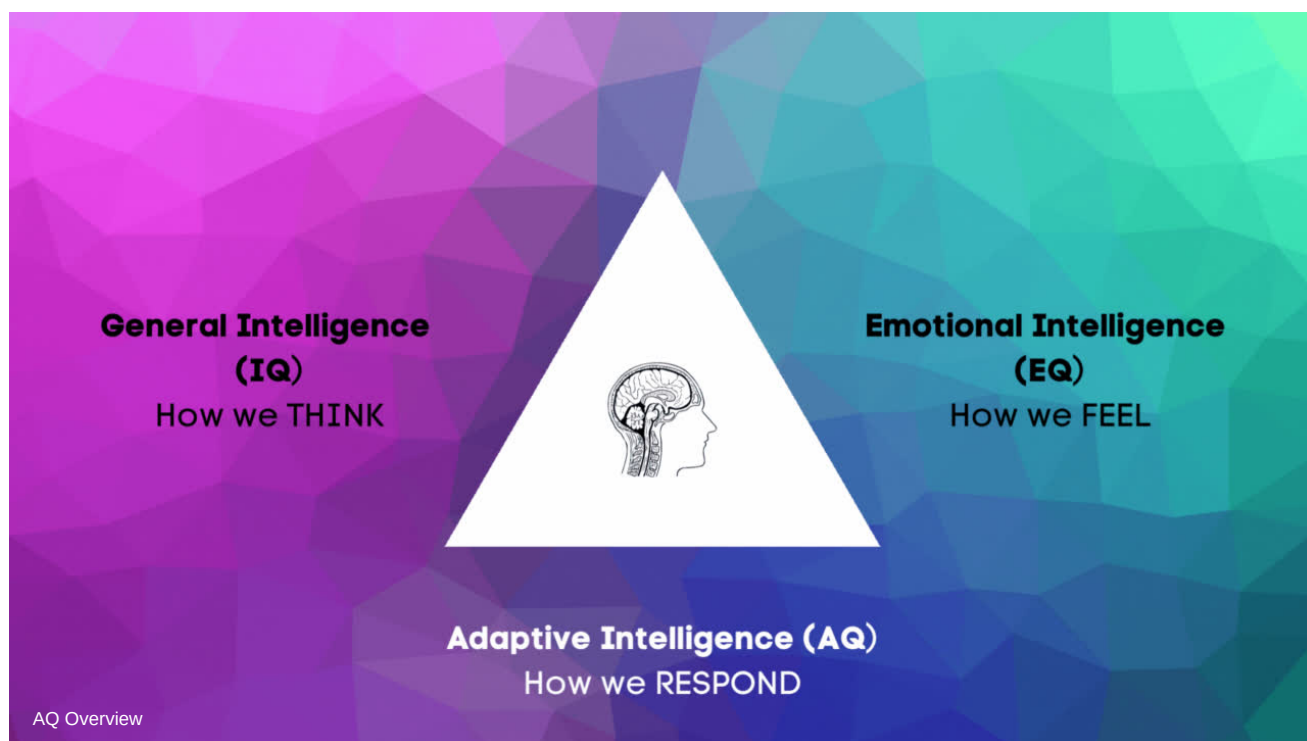 General Intelligence
(IQ)
How we THINK
Emotional Intelligence
(EQ)
How we FEEL
Adaptive Intelligence (AQ)
How we RESPOND
AQ Overview